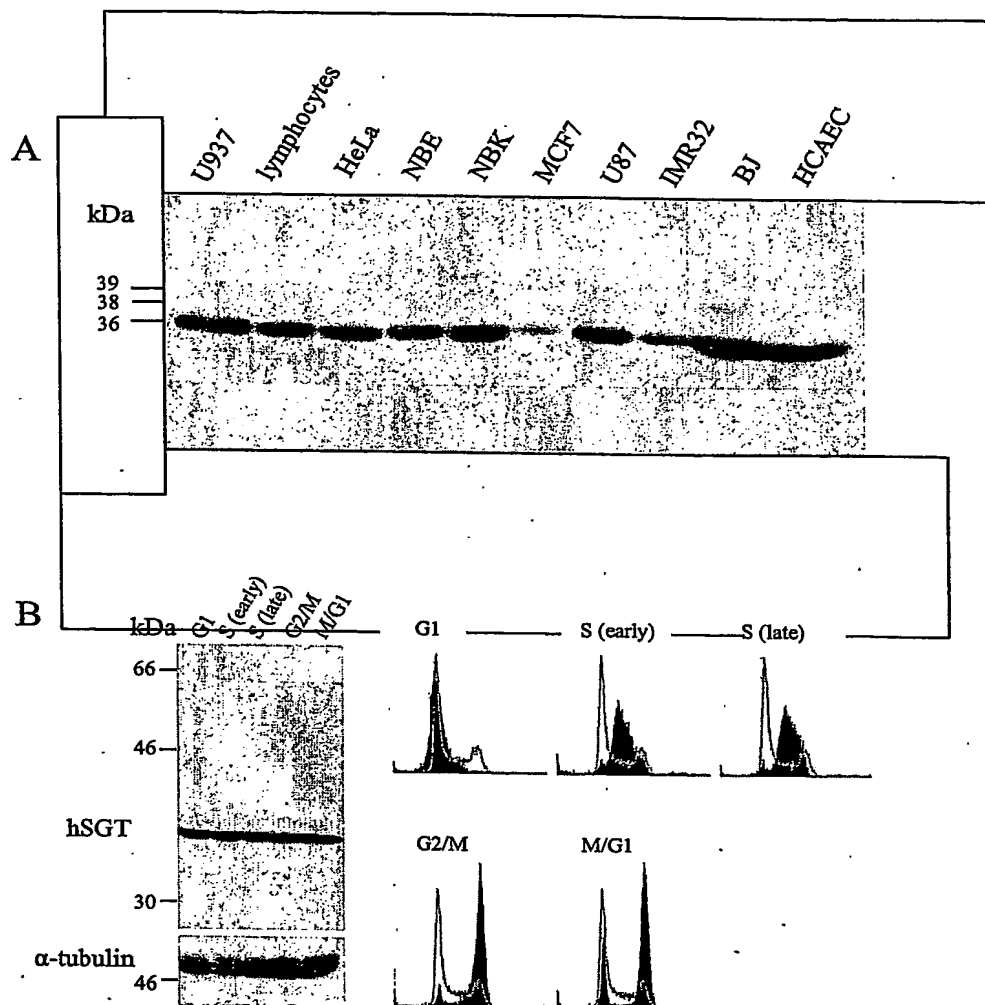 A
U937
lymphocytes
HeLa
NBE
NBK
MCF7
U87
IMR32
BJ
HCAEC
kDa
39
38
36
B
kDa
G1
S (early)
S (late)
G2/M
M/G1
66
46
hSGT
30
α-tubulin
46
G1
S (early)
S (late)
G2/M
M/G1